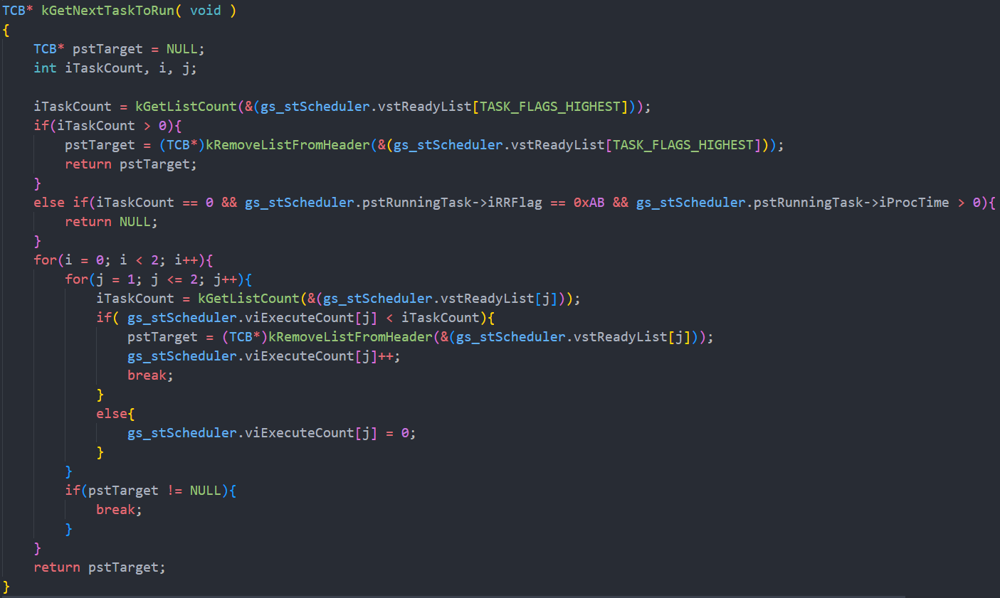 TCB* kGetNextTaskToRun( void )
{
    TCB* pstTarget = NULL;
    int iTaskCount, i, j;

    iTaskCount = kGetListCount(&(gs_stScheduler.vstReadyList[TASK_FLAGS_HIGHEST]));
    if(iTaskCount > 0){
        pstTarget = (TCB*)kRemoveListFromHeader(&(gs_stScheduler.vstReadyList[TASK_FLAGS_HIGHEST]));
        return pstTarget;
    }
    else if(iTaskCount == 0 && gs_stScheduler.pstRunningTask->iRRFlag == 0xAB && gs_stScheduler.pstRunningTask->iProcTime > 0){
        return NULL;
    }
    for(i = 0; i < 2; i++){
        for(j = 1; j <= 2; j++){
            iTaskCount = kGetListCount(&(gs_stScheduler.vstReadyList[j]));
            if( gs_stScheduler.viExecuteCount[j] < iTaskCount){
                pstTarget = (TCB*)kRemoveListFromHeader(&(gs_stScheduler.vstReadyList[j]));
                gs_stScheduler.viExecuteCount[j]++;
                break;
            }
            else{
                gs_stScheduler.viExecuteCount[j] = 0;
            }
        }
        if(pstTarget != NULL){
            break;
        }
    }
    return pstTarget;
}